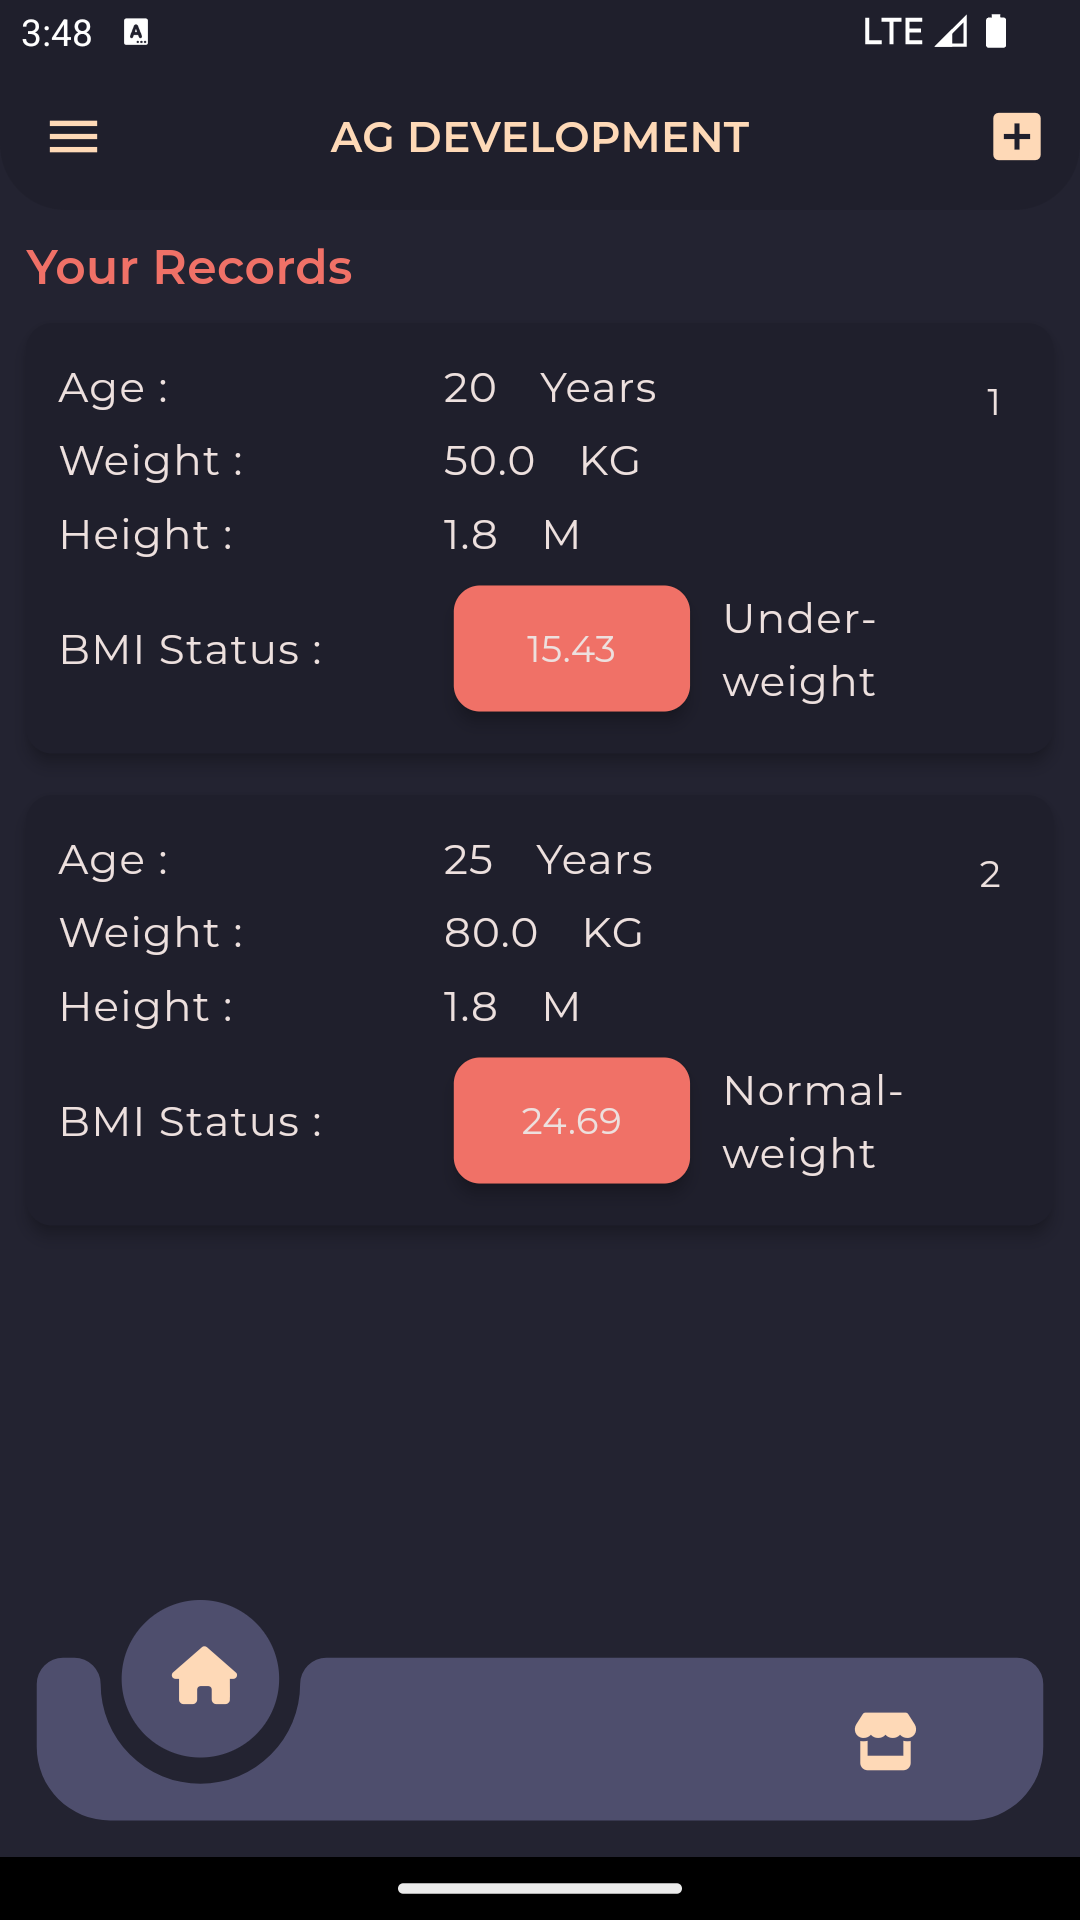 3:48 LTE
AG DEVELOPMENT
Your Records
Age : 20 Years 1
Weight : 50.0 KG
Height : 1.8 M
BMI Status : 15.43 Under-
weight
Age : 25 Years 2
Weight : 80.0 KG
Height : 1.8 M
BMI Status : 24.69 Normal-
weight